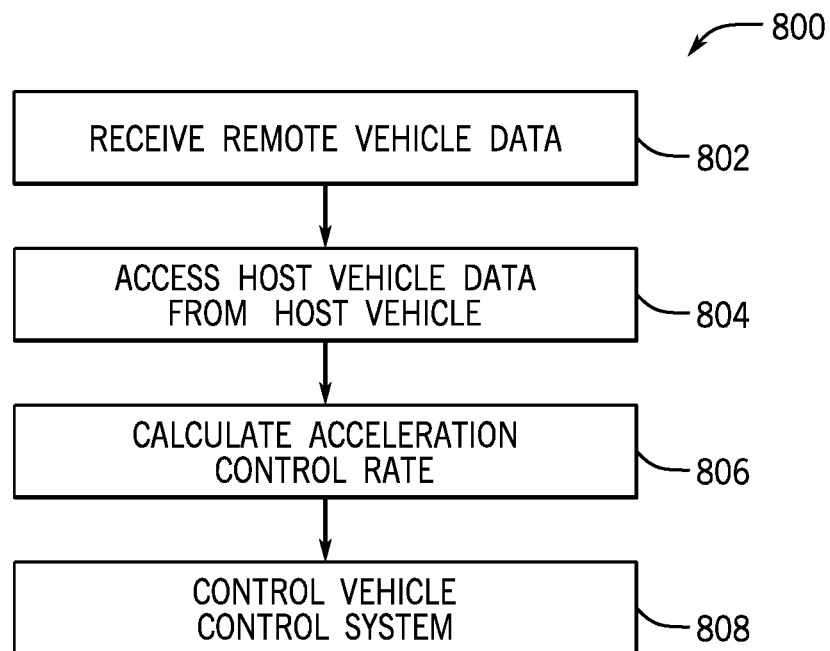 800
RECEIVE REMOTE VEHICLE DATA
802
ACCESS HOST VEHICLE DATA
FROM HOST VEHICLE
804
CALCULATE ACCELERATION
CONTROL RATE
806
CONTROL VEHICLE
CONTROL SYSTEM
808